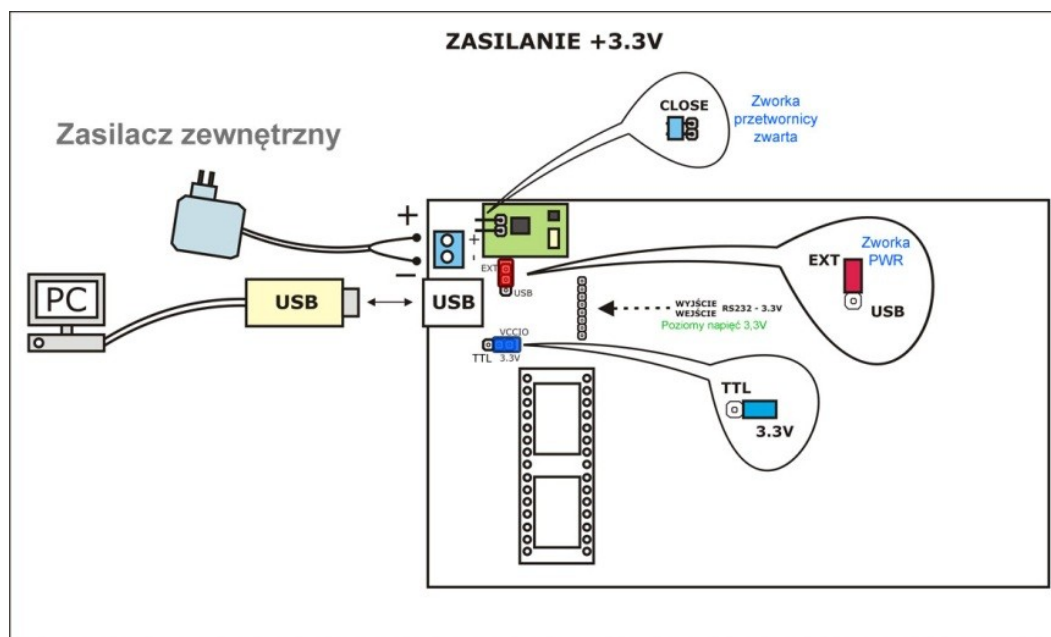 ZASILANIE +3.3V
CLOSE
Zworka
przetwornicy
zwarta
Zasilacz zewnętrzny
+
−
+
-
EXT
USB
PC
USB
USB
WYJŚCIE
WEJŚCIE
RS232 - 3.3V
Poziomy napięć 3,3V
Zworka
PWR
EXT
USB
VCCIO
TTL
3.3V
TTL
3.3V